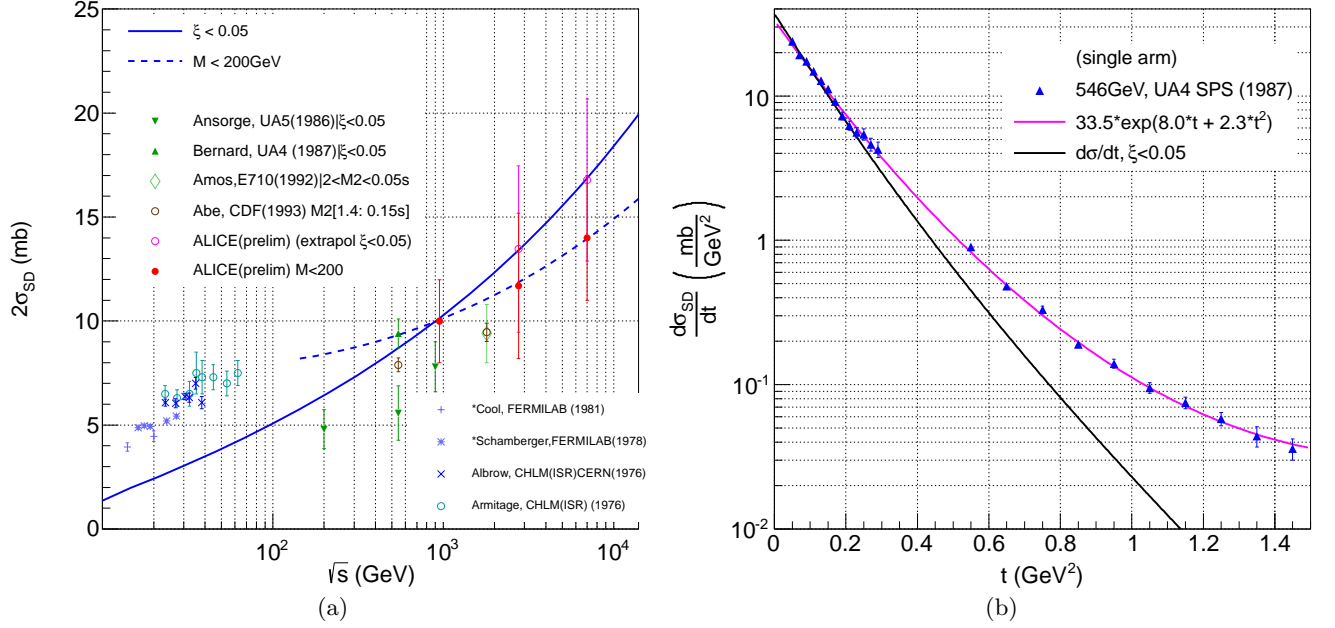 ξ < 0.05
M < 200GeV
Ansorge, UA5(1986)|ξ<0.05
Bernard, UA4 (1987)|ξ<0.05
Amos,E710(1992)|2<M2<0.05s
Abe, CDF(1993) M2[1.4: 0.15s]
ALICE(prelim) (extrapol ξ<0.05)
ALICE(prelim) M<200
*Cool, FERMILAB (1981)
*Schamberger,FERMILAB(1978)
Albrow, CHLM(ISR)CERN(1976)
Armitage, CHLM(ISR) (1976)
2σ_SD (mb)
25
20
15
10
5
0
10² 10³ 10⁴
√s (GeV)
(a)
(single arm)
546GeV, UA4 SPS (1987)
33.5*exp(8.0*t + 2.3*t²)
dσ/dt, ξ<0.05
dσ_SD/dt (mb/GeV²)
10
1
10⁻¹
10⁻²
0 0.2 0.4 0.6 0.8 1 1.2 1.4
t (GeV²)
(b)